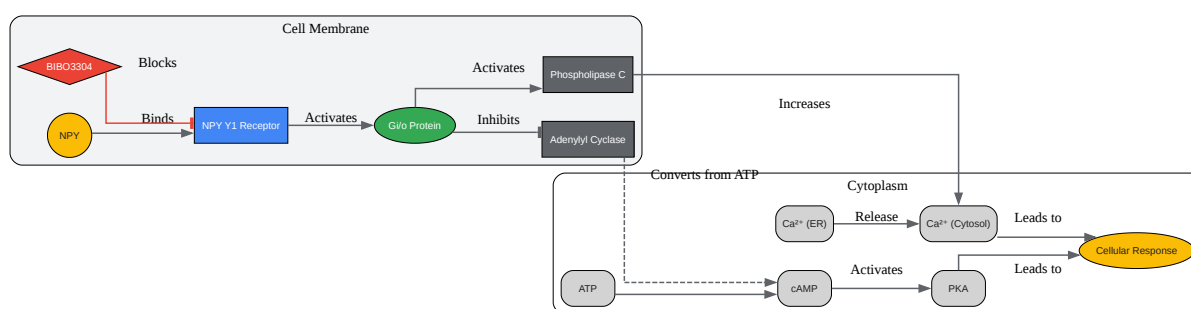 Cell Membrane
BIBO3304
Blocks
Activates
Phospholipase C
Increases
NPY
Binds
NPY Y1 Receptor
Activates
Gi/o Protein
Inhibits
Adenylyl Cyclase
Converts from ATP
Cytoplasm
Ca²⁺ (ER)
Release
Ca²⁺ (Cytosol)
Leads to
Cellular Response
ATP
cAMP
Activates
PKA
Leads to